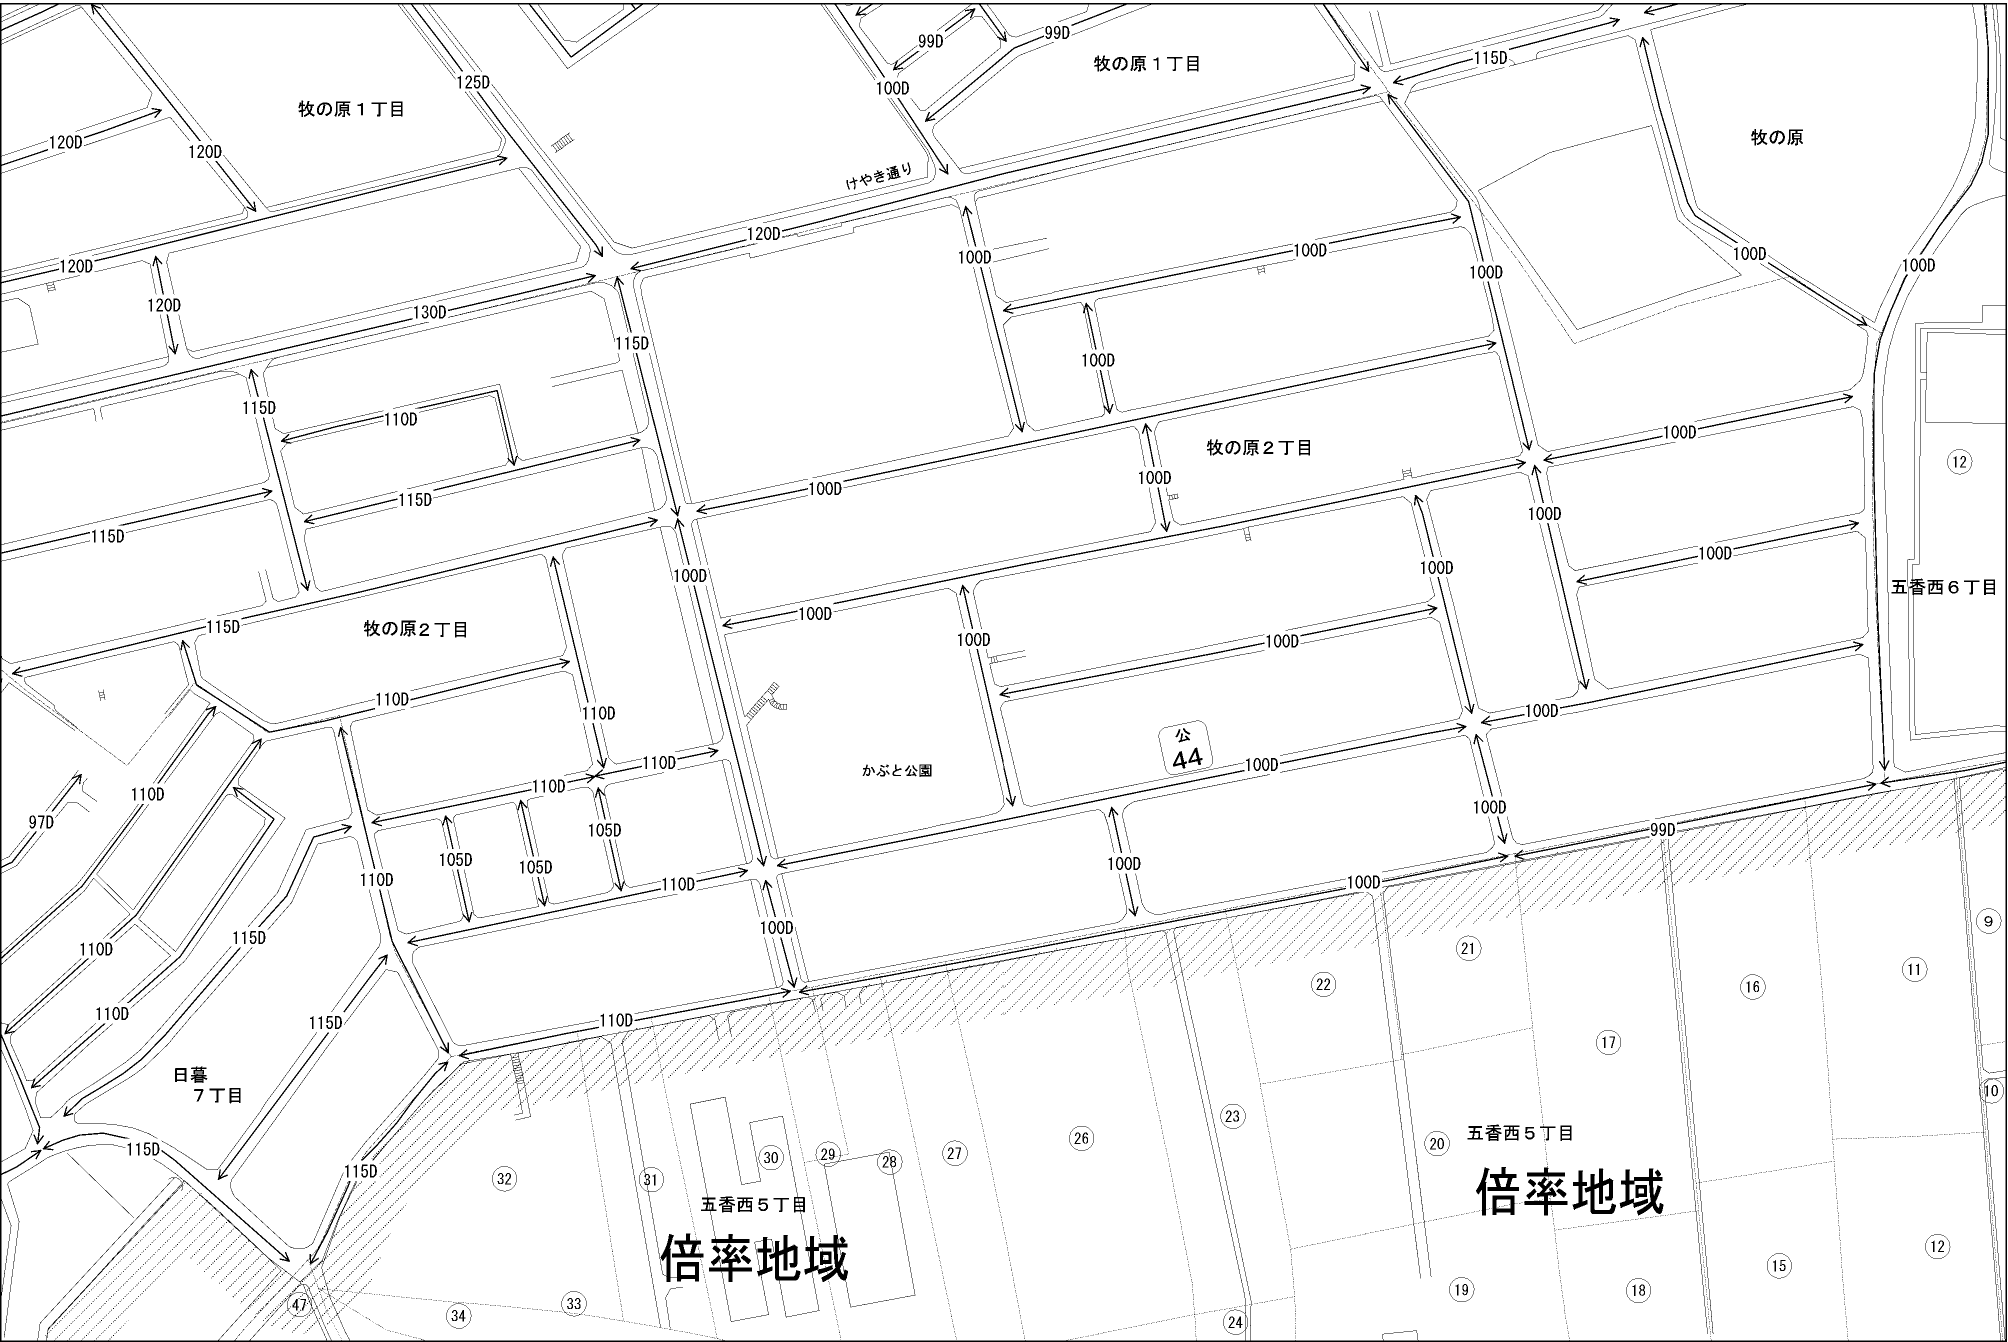 99D
99D
115D
牧の原１丁目
125D
100D
牧の原１丁目
120D
120D
牧の原
けやき通り
120D
100D
100D
100D
100D
100D
120D
120D
130D
115D
100D
115D
110D
100D
牧の原２丁目
100D
12
115D
115D
100D
100D
100D
100D
100D
100D
五香西６丁目
115D
牧の原２丁目
100D
100D
100D
110D
110D
100D
公
44
110D
110D
100D
かぶと公園
110D
97D
100D
99D
105D
105D
105D
100D
110D
110D
100D
9
115D
100D
21
110D
11
22
16
110D
115D
110D
17
日暮
７丁目
10
23
20
五香西５丁目
115D
26
29
27
30
28
115D
32
31
倍率地域
五香西５丁目
倍率地域
12
15
19
18
47
33
34
24